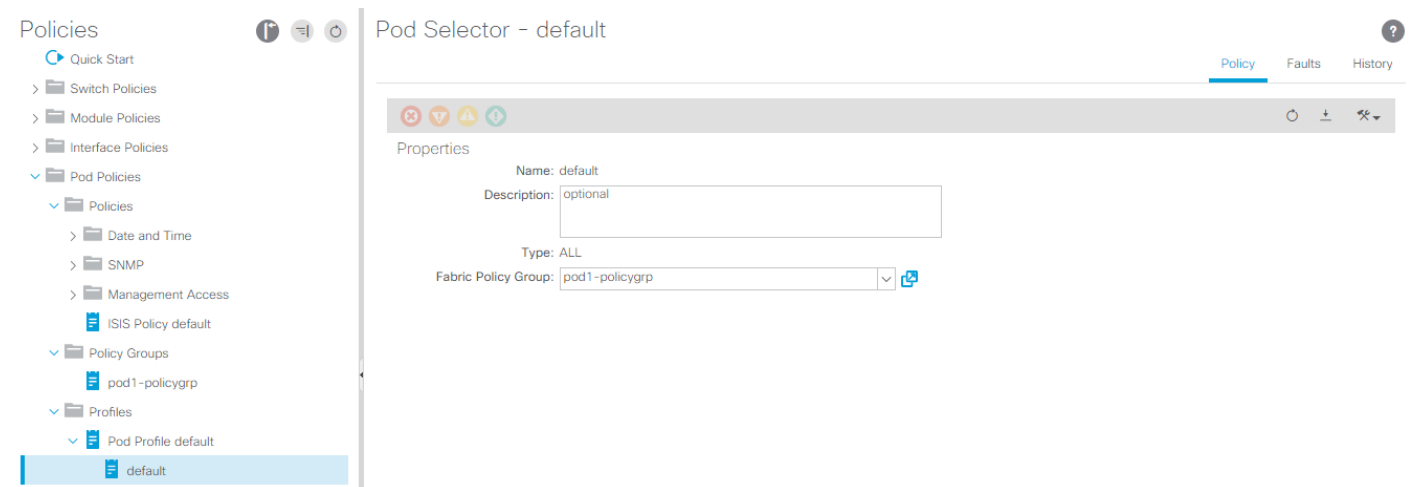 Policies
Quick Start
Switch Policies
Module Policies
Interface Policies
Pod Policies
Policies
Date and Time
SNMP
Management Access
ISIS Policy default
Policy Groups
pod1-policygrp
Profiles
Pod Profile default
default
Pod Selector - default
?
Policy Faults History
Properties
Name: default
Description: optional
Type: ALL
Fabric Policy Group: pod1-policygrp